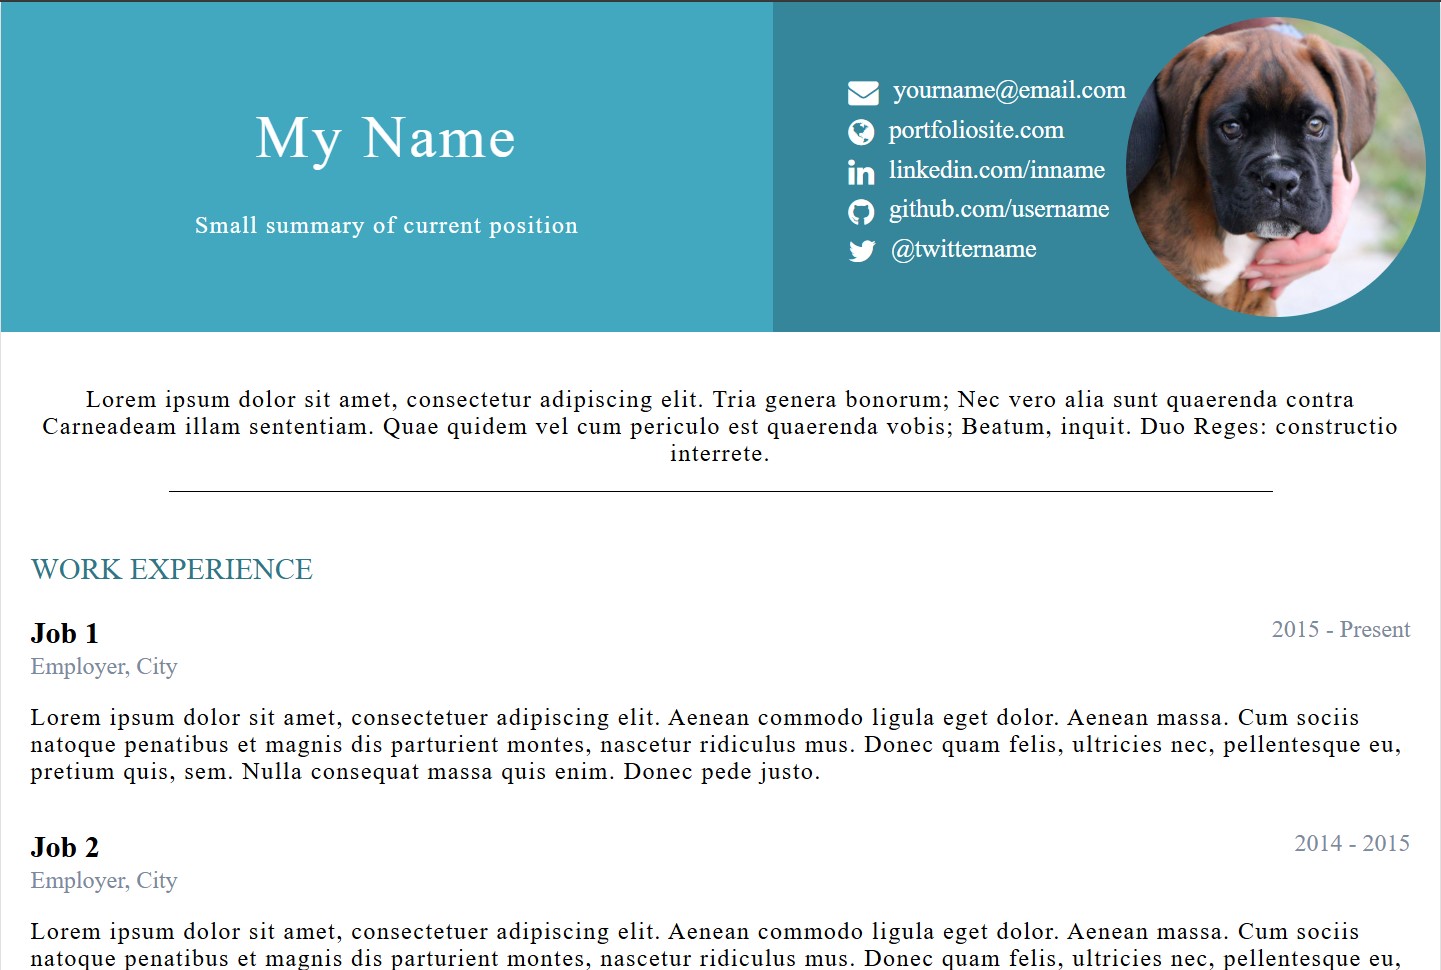 My Name
Small summary of current position
yourname@email.com
portfoliosite.com
linkedin.com/inname
github.com/username
@twittername
Lorem ipsum dolor sit amet, consectetur adipiscing elit. Tria genera bonorum; Nec vero alia sunt quaerenda contra
Carneadeam illam sententiam. Quae quidem vel cum periculo est quaerenda vobis; Beatum, inquit. Duo Reges: constructio
interrete.
WORK EXPERIENCE
Job 1
2015 - Present
Employer, City
Lorem ipsum dolor sit amet, consectetuer adipiscing elit. Aenean commodo ligula eget dolor. Aenean massa. Cum sociis
natoque penatibus et magnis dis parturient montes, nascetur ridiculus mus. Donec quam felis, ultricies nec, pellentesque eu,
pretium quis, sem. Nulla consequat massa quis enim. Donec pede justo.
Job 2
2014 - 2015
Employer, City
Lorem ipsum dolor sit amet, consectetuer adipiscing elit. Aenean commodo ligula eget dolor. Aenean massa. Cum sociis
natoque penatibus et magnis dis parturient montes, nascetur ridiculus mus. Donec quam felis, ultricies nec, pellentesque eu,